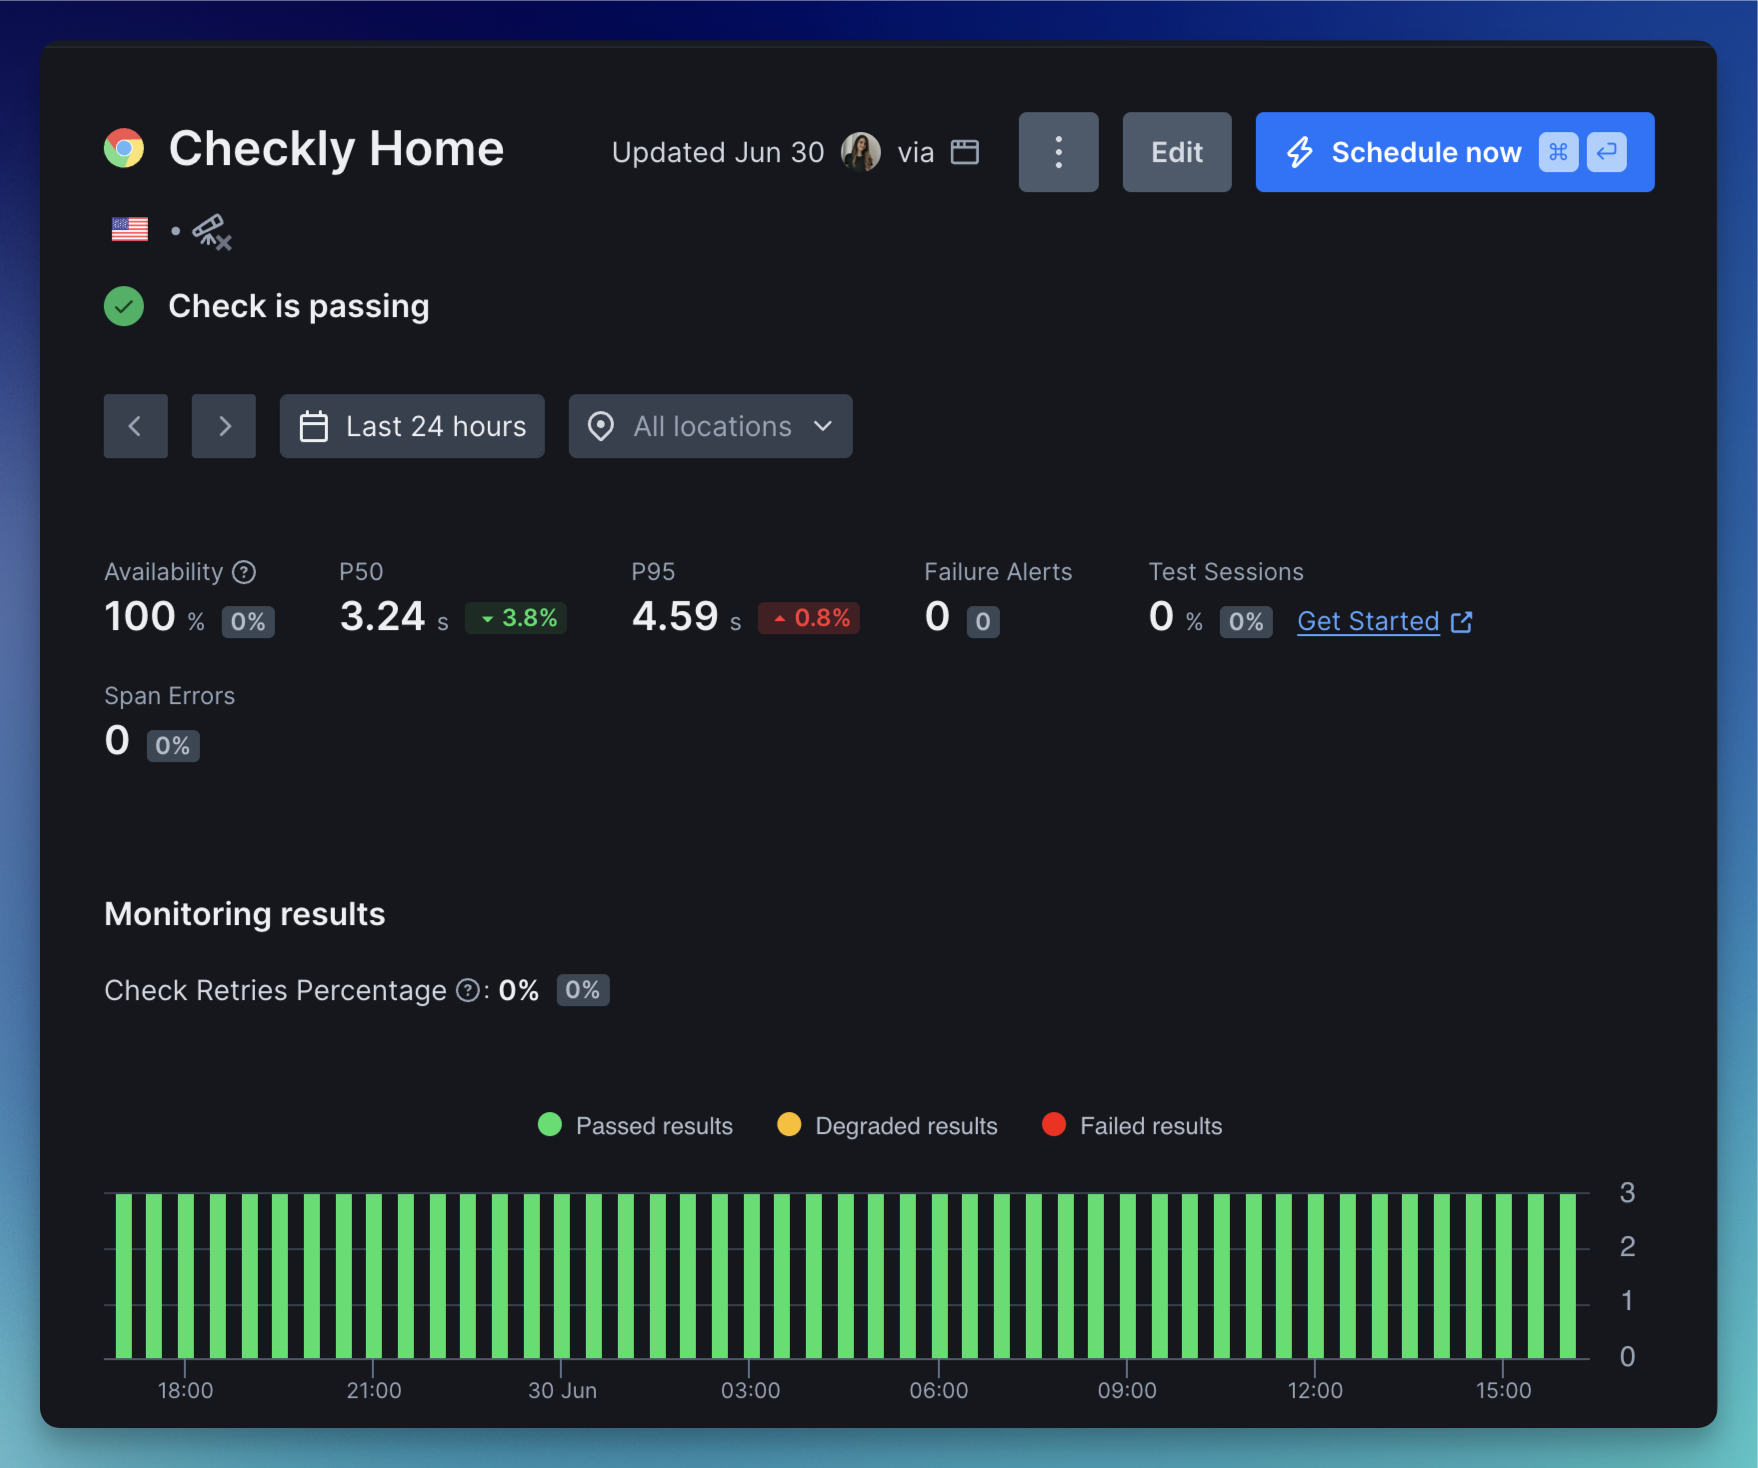 Checkly Home Updated Jun 30 via Edit Schedule now ⌘
Check is passing
Last 24 hours All locations
Availability P50 P95 Failure Alerts Test Sessions
100 % 0% 3.24 s 3.8% 4.59 s 0.8% 0 0 0 % 0% Get Started
Span Errors
0 0%
Monitoring results
Check Retries Percentage : 0% 0%
Passed results Degraded results Failed results
3
2
1
0
18:00 21:00 30 Jun 03:00 06:00 09:00 12:00 15:00